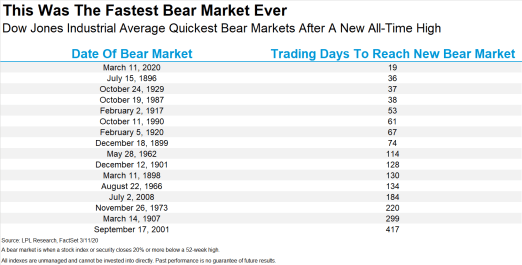 This Was The Fastest Bear Market Ever
Dow Jones Industrial Average Quickest Bear Markets After A New All-Time High
Date Of Bear Market Trading Days To Reach New Bear Market
March 11, 2020 19
July 15, 1896 36
October 24, 1929 37
October 19, 1987 38
February 2, 1917 53
October 11, 1990 61
February 5, 1920 67
December 18, 1899 74
May 28, 1962 114
December 12, 1901 128
March 11, 1898 130
August 22, 1966 134
July 2, 2008 184
November 26, 1973 220
March 14, 1907 299
September 17, 2001 417
Source: LPL Research, FactSet 3/11/20
A bear market is when a stock index or security closes 20% or more below a 52-week high.
All indexes are unmanaged and cannot be invested into directly. Past performance is no guarantee of future results.